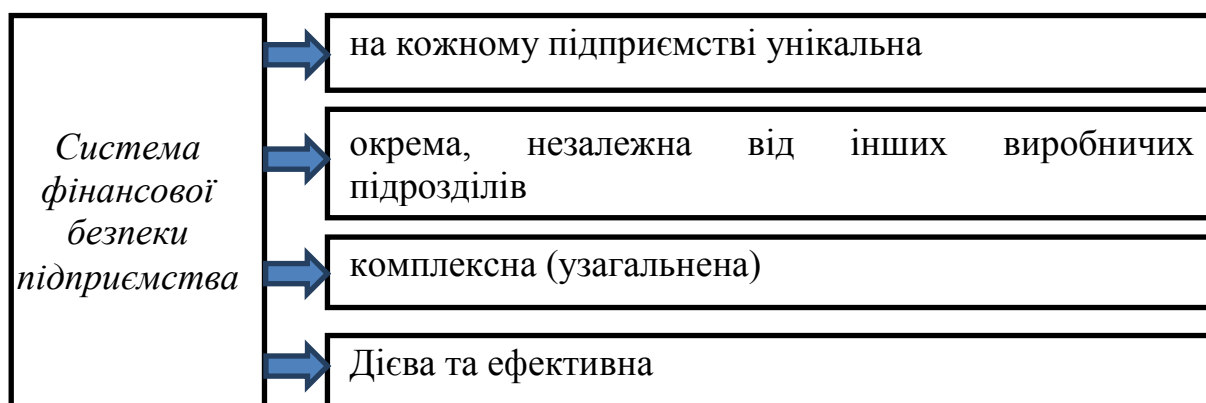 Система
фінансової
безпеки
підприємства
на кожному підприємстві унікальна
окрема, незалежна від інших виробничих
підрозділів
комплексна (узагальнена)
Дієва та ефективна